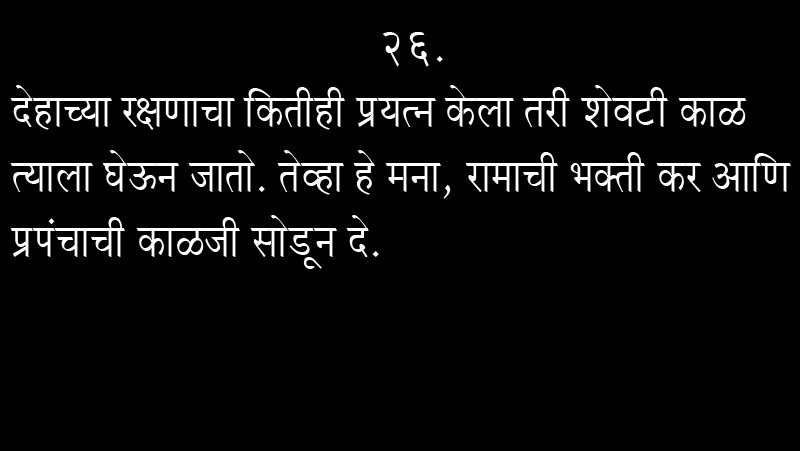 २६.
देहाच्या रक्षणाचा कितीही प्रयत्न केला तरी शेवटी काळ
त्याला घेऊन जातो. तेव्हा हे मना, रामाची भक्ती कर आणि
प्रपंचाची काळजी सोडून दे.